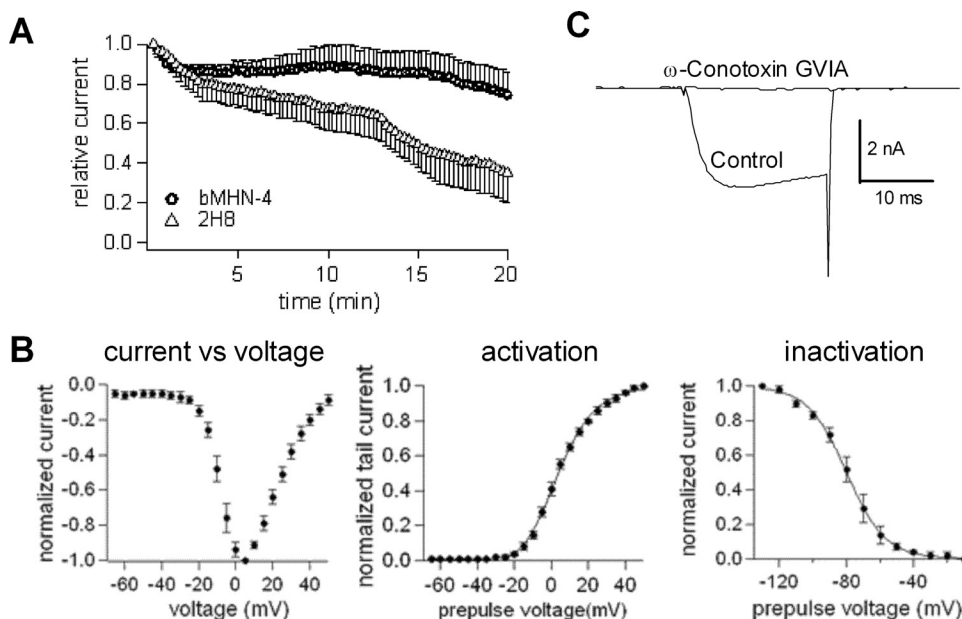 A
relative current
1.0
0.8
0.6
0.4
0.2
0.0
bMHN-4
2H8
5
10
15
20
time (min)
C
ω-Conotoxin GVIA
Control
2 nA
10 ms
B
current vs voltage
normalized current
0.0
-0.2
-0.4
-0.6
-0.8
-1.0
-60
-40
-20
0
20
40
voltage (mV)
activation
normalized tail current
1.0
0.8
0.6
0.4
0.2
0.0
-60
-40
-20
0
20
40
prepulse voltage(mV)
inactivation
normalized current
1.0
0.8
0.6
0.4
0.2
0.0
-120
-80
-40
prepulse voltage (mV)